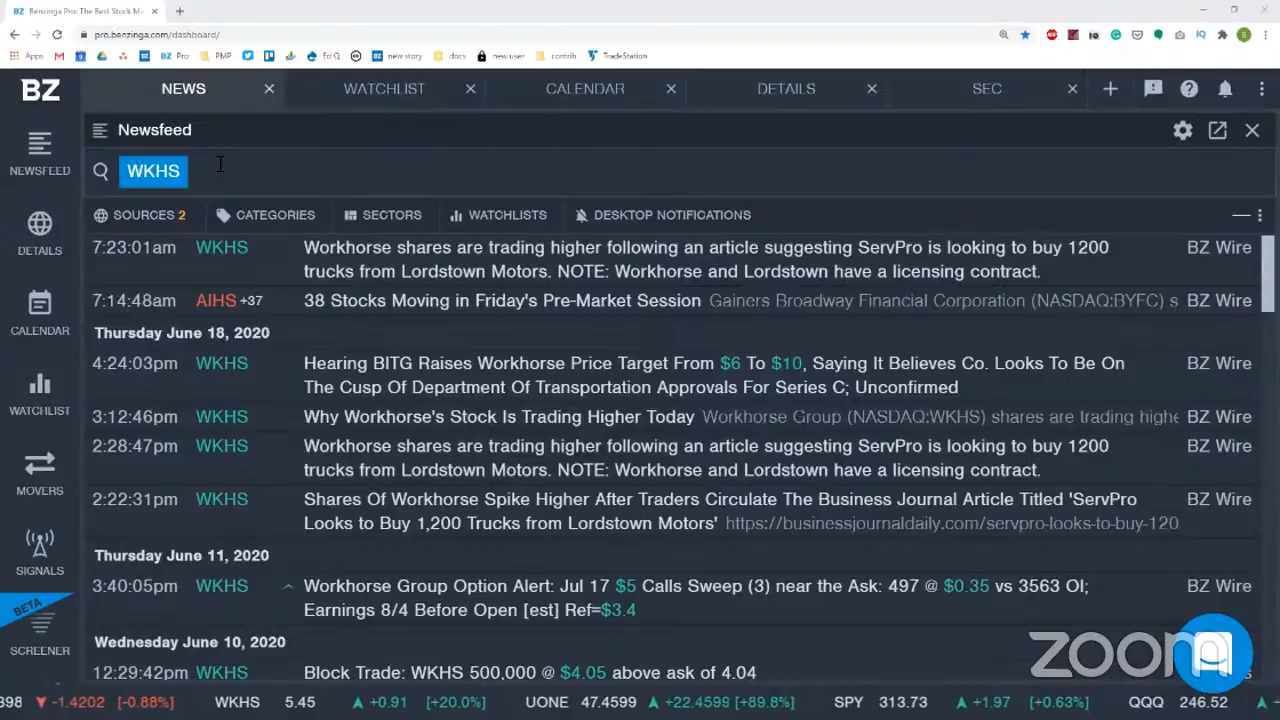 BZ Benzinga Pro: The Best Stock M
pro.benzinga.com/dashboard/
Apps BZ Pro PMP Ed Q new story docs new user contrib TradeStation
BZ NEWS WATCHLIST CALENDAR DETAILS SEC
Newsfeed
NEWSFEED
WKHS
SOURCES 2 CATEGORIES SECTORS WATCHLISTS DESKTOP NOTIFICATIONS
DETAILS
CALENDAR
WATCHLIST
MOVERS
SIGNALS
BETA
SCREENER
7:23:01am WKHS Workhorse shares are trading higher following an article suggesting ServPro is looking to buy 1200 BZ Wire
trucks from Lordstown Motors. NOTE: Workhorse and Lordstown have a licensing contract.
7:14:48am AIHS +37 38 Stocks Moving in Friday's Pre-Market Session Gainers Broadway Financial Corporation (NASDAQ:BYFC) s BZ Wire
Thursday June 18, 2020
4:24:03pm WKHS Hearing BITG Raises Workhorse Price Target From $6 To $10, Saying It Believes Co. Looks To Be On BZ Wire
The Cusp Of Department Of Transportation Approvals For Series C; Unconfirmed
3:12:46pm WKHS Why Workhorse's Stock Is Trading Higher Today Workhorse Group (NASDAQ:WKHS) shares are trading highe BZ Wire
2:28:47pm WKHS Workhorse shares are trading higher following an article suggesting ServPro is looking to buy 1200 BZ Wire
trucks from Lordstown Motors. NOTE: Workhorse and Lordstown have a licensing contract.
2:22:31pm WKHS Shares Of Workhorse Spike Higher After Traders Circulate The Business Journal Article Titled 'ServPro BZ Wire
Looks to Buy 1,200 Trucks from Lordstown Motors' https://businessjournaldaily.com/servpro-looks-to-buy-120
Thursday June 11, 2020
3:40:05pm WKHS Workhorse Group Option Alert: Jul 17 $5 Calls Sweep (3) near the Ask: 497 @ $0.35 vs 3563 OI; BZ Wire
Earnings 8/4 Before Open [est] Ref=$3.4
Wednesday June 10, 2020
12:29:42pm WKHS Block Trade: WKHS 500,000 @ $4.05 above ask of 4.04
zoom
398 -1.4202 [-0.88%] WKHS 5.45 +0.91 [+20.0%] UONE 47.4599 +22.4599 [+89.8%] SPY 313.73 +1.97 [+0.63%] QQQ 246.52